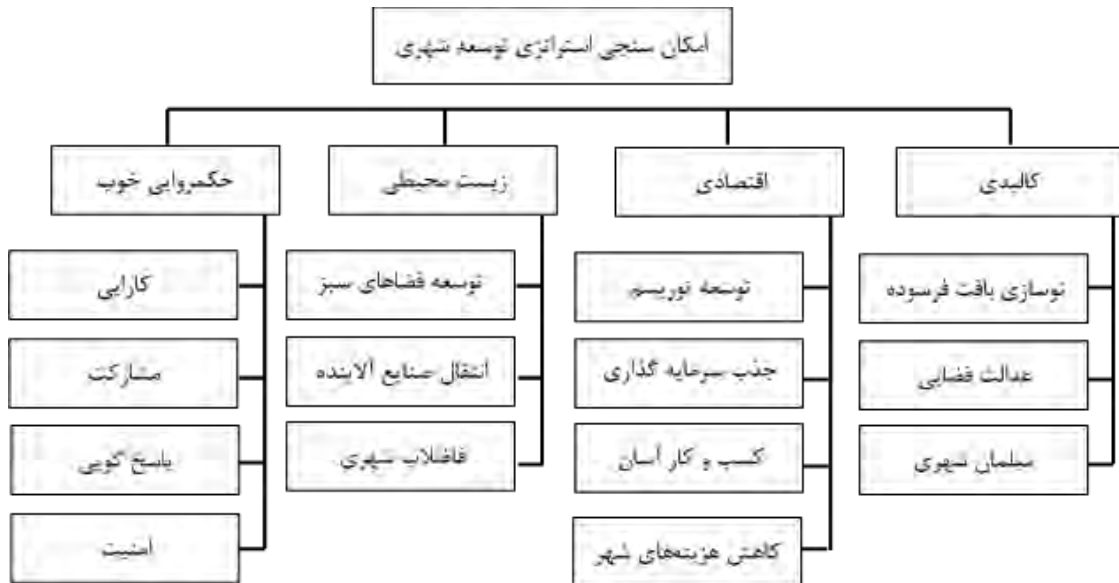 امکان سنجی استراتژی توسعه شهری
کالبدی
نوسازی بافت فرسوده
عدالت فضایی
مبلمان شهری
اقتصادی
توسعه توریسم
جذب سرمایه گذاری
کسب و کار آسان
کاهش هزینه‌های شهر
زیست محیطی
توسعه فضاهای سبز
انتقال صنایع آلاینده
فاضلاب شهری
حکمروایی خوب
کارایی
مشارکت
پاسخ گویی
امنیت